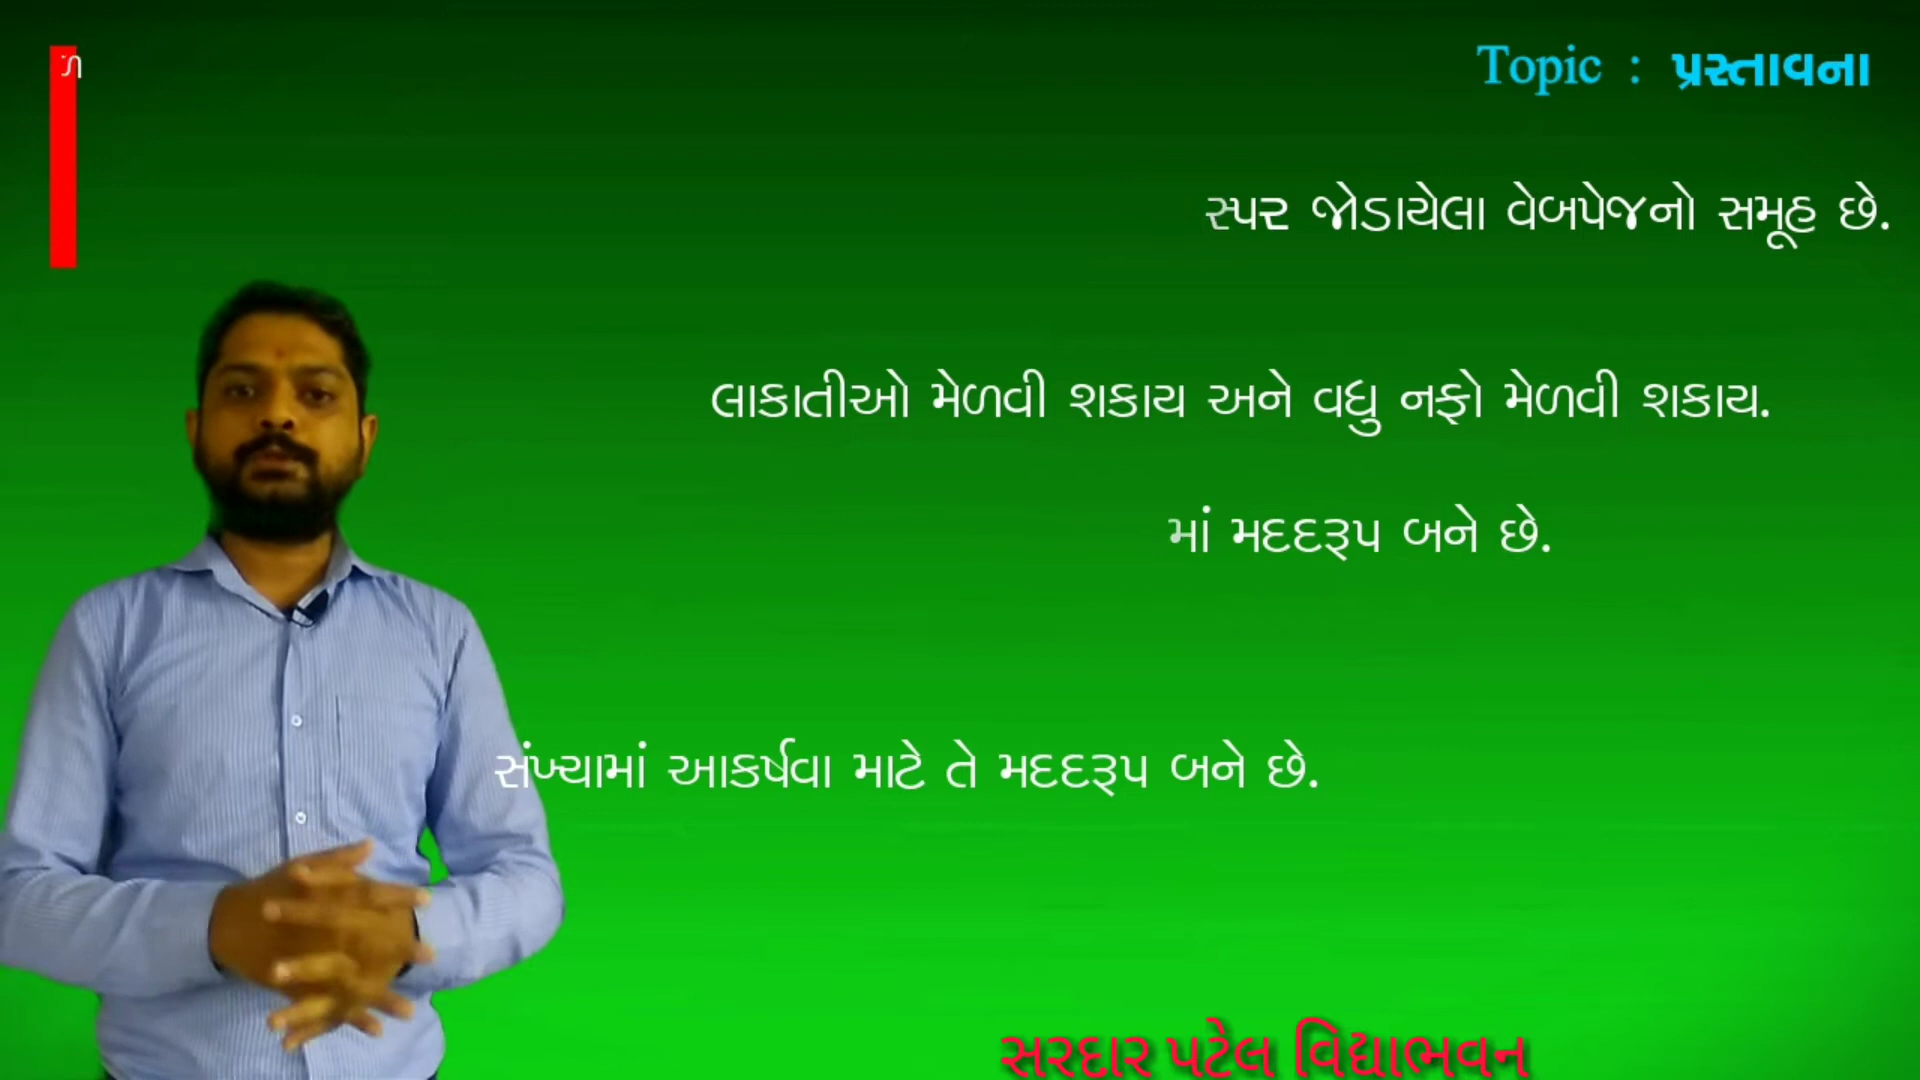 Topic : પ્રસ્તાવના
સ્પર જોડાયેલા વેબપેજનો સમૂહ છે.
લાકાતીઓ મેળવી શકાય અને વધુ નફો મેળવી શકાય.
માં મદદરૂપ બને છે.
સંખ્યામાં આકર્ષવા માટે તે મદદરૂપ બને છે.
સરદાર પટેલ વિદ્યાભવન